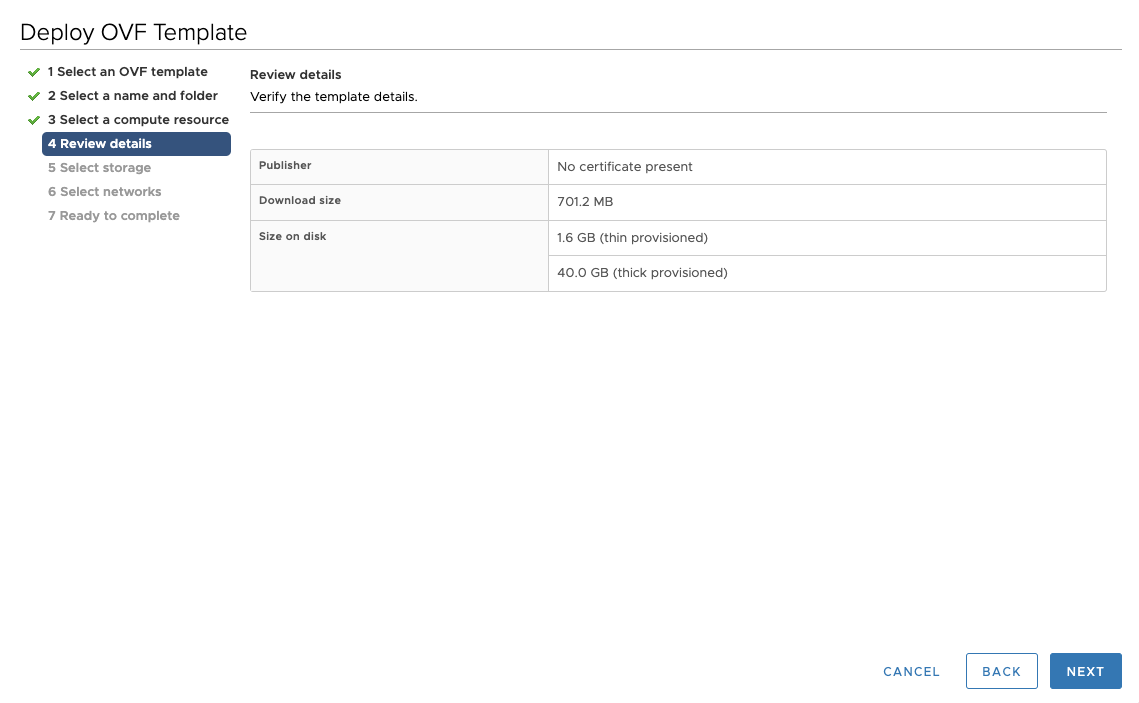 Deploy OVF Template
1 Select an OVF template
2 Select a name and folder
3 Select a compute resource
4 Review details
5 Select storage
6 Select networks
7 Ready to complete
Review details
Verify the template details.
Publisher
No certificate present
Download size
701.2 MB
Size on disk
1.6 GB (thin provisioned)
40.0 GB (thick provisioned)
CANCEL
BACK
NEXT